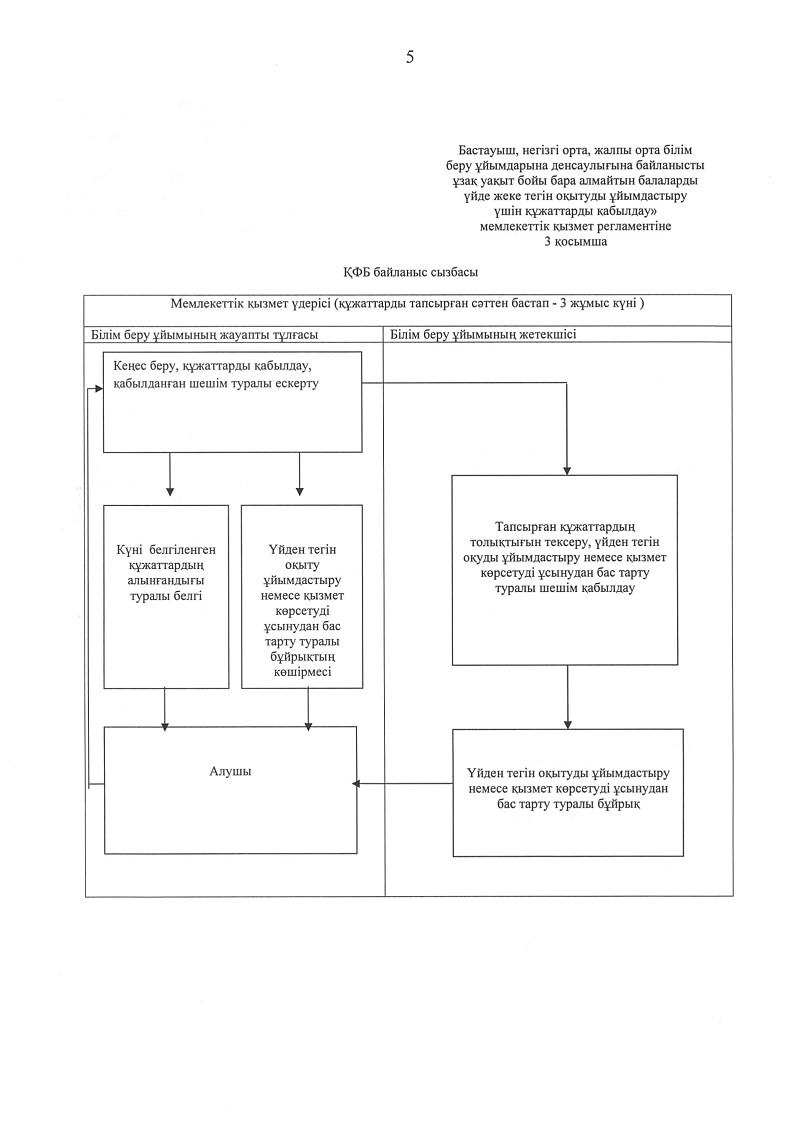 5
Бастауыш, негізгі орта, жалпы орта білім
беру ұйымдарына денсаулығына байланысты
ұзақ уақыт бойы бара алмайтын балаларды
үйде жеке тегін оқытуды ұйымдастыру
үшін құжаттарды қабылдау»
мемлекеттік қызмет регламентіне
3 қосымша
ҚФБ байланыс сызбасы
Мемлекеттік қызмет үдерісі (құжаттарды тапсырған сәттен бастап - 3 жұмыс күні )
Білім беру ұйымының жауапты тұлғасы
Білім беру ұйымының жетекшісі
Кеңес беру, құжаттарды қабылдау,
қабылданған шешім туралы ескерту
Күні белгіленген
құжаттардың
алынғандығы
туралы белгі
Үйден тегін
оқыту
ұйымдастыру
немесе қызмет
көрсетуді
ұсынудан бас
тарту туралы
бұйрықтың
көшірмесі
Тапсырған құжаттардың
толықтығын тексеру, үйден тегін
оқуды ұйымдастыру немесе қызмет
көрсетуді ұсынудан бас тарту
туралы шешім қабылдау
Алушы
Үйден тегін оқытуды ұйымдастыру
немесе қызмет көрсетуді ұсынудан
бас тарту туралы бұйрық